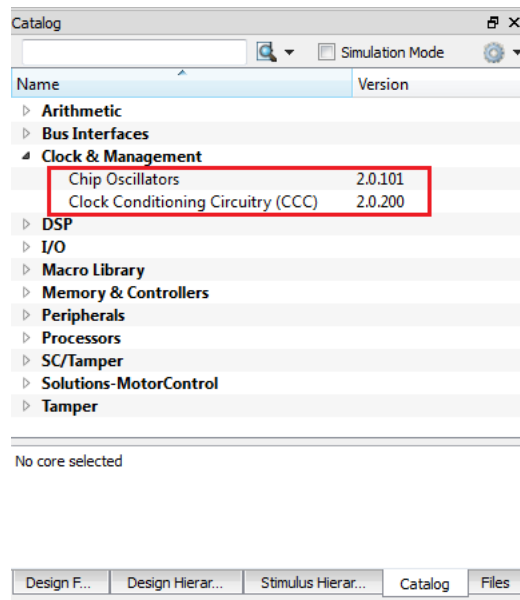 Catalog
Simulation Mode
Name Version
Arithmetic
Bus Interfaces
Clock & Management
Chip Oscillators 2.0.101
Clock Conditioning Circuitry (CCC) 2.0.200
DSP
I/O
Macro Library
Memory & Controllers
Peripherals
Processors
SC/Tamper
Solutions-MotorControl
Tamper
No core selected
Design F... Design Hierar... Stimulus Hierar... Catalog Files